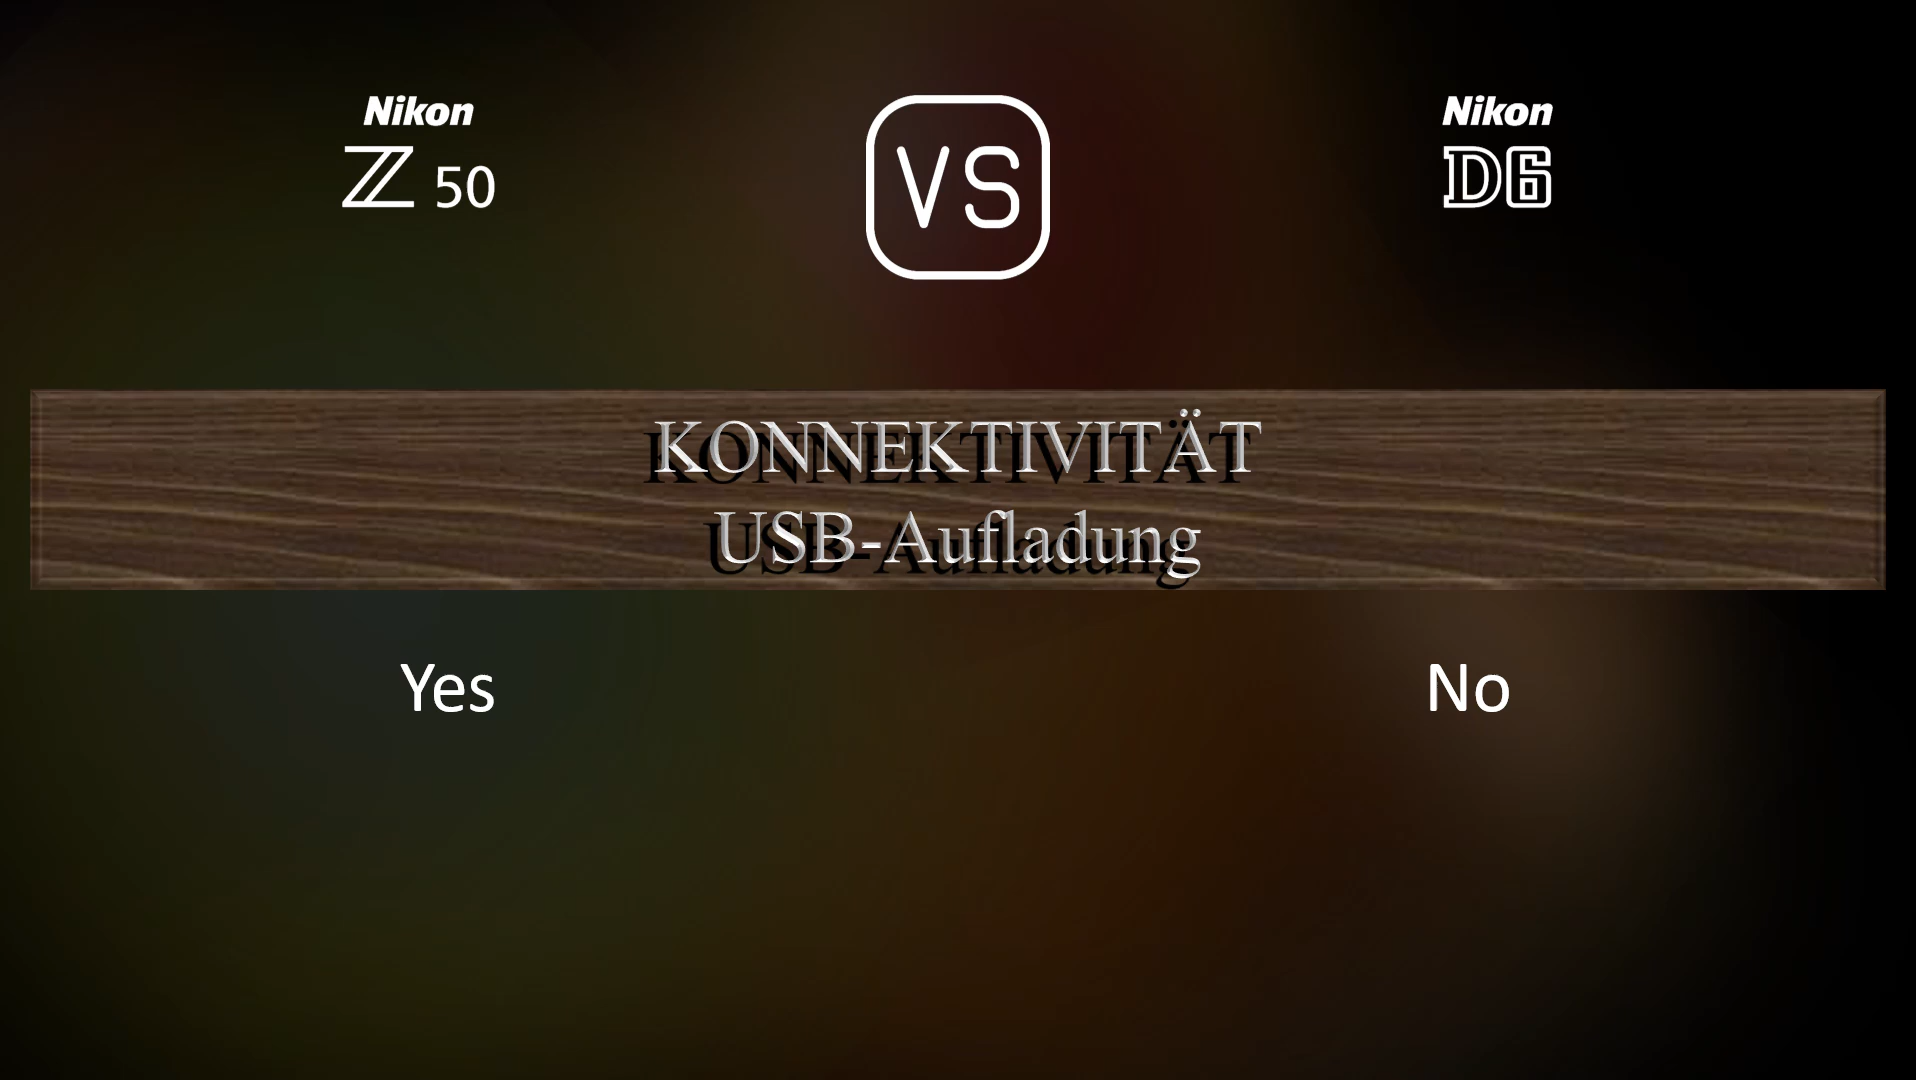 Nikon
Z 50
VS
Nikon
D6
KONNEKTIVITÄT
USB-Aufladung
Yes
No